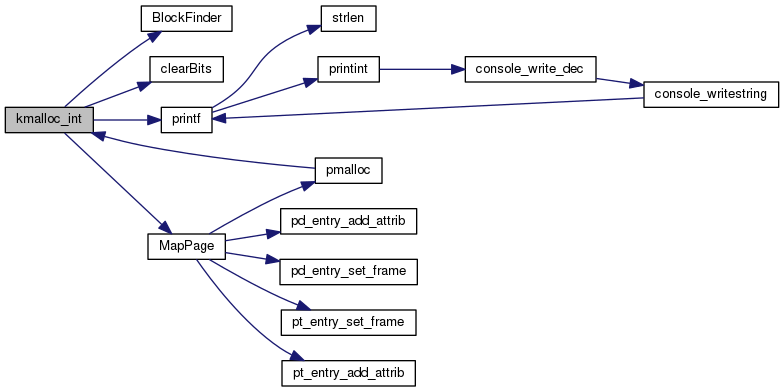 BlockFinder
strlen
clearBits
printint
console_write_dec
console_writestring
kmalloc_int
printf
pmalloc
pd_entry_add_attrib
MapPage
pd_entry_set_frame
pt_entry_set_frame
pt_entry_add_attrib